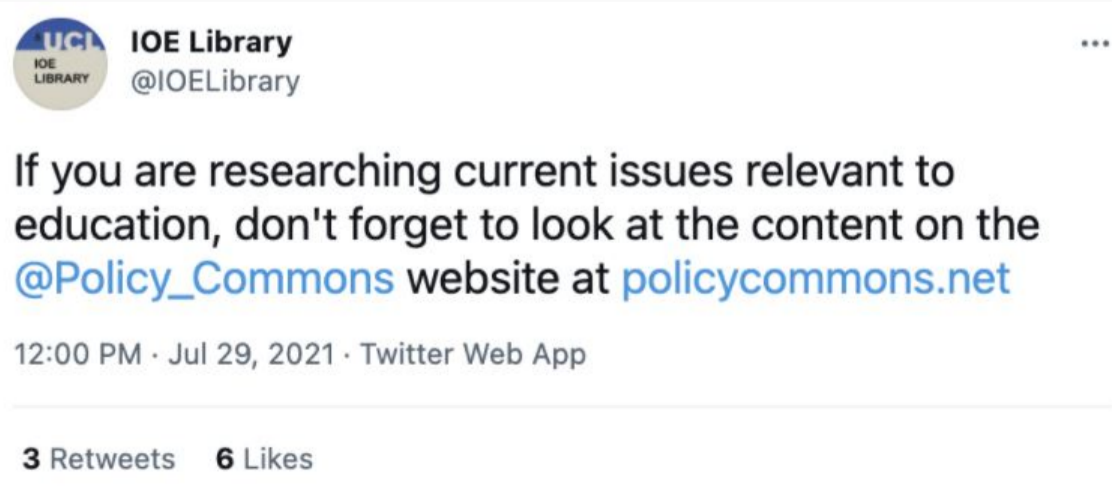 UCL
IOE
LIBRARY
IOE Library
@IOELibrary
If you are researching current issues relevant to
education, don't forget to look at the content on the
@Policy_Commons website at policycommons.net
12:00 PM · Jul 29, 2021 · Twitter Web App
3 Retweets 6 Likes